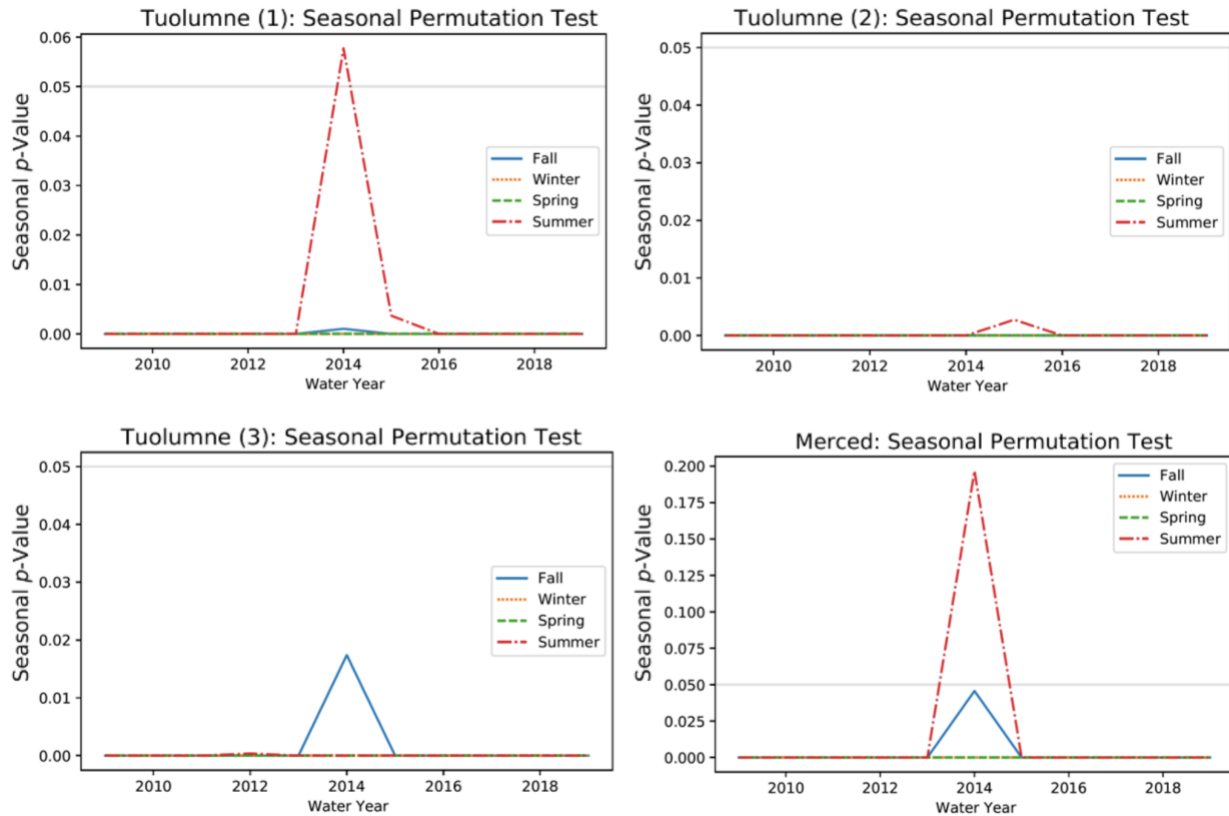 Tuolumne (1): Seasonal Permutation Test
0.06
0.05
0.04
0.03
0.02
0.01
0.00
Seasonal p-Value
Fall
Winter
Spring
Summer
2010 2012 2014 2016 2018
Water Year
Tuolumne (2): Seasonal Permutation Test
0.05
0.04
0.03
0.02
0.01
0.00
Seasonal p-Value
Fall
Winter
Spring
Summer
2010 2012 2014 2016 2018
Water Year
Tuolumne (3): Seasonal Permutation Test
0.05
0.04
0.03
0.02
0.01
0.00
Seasonal p-Value
Fall
Winter
Spring
Summer
2010 2012 2014 2016 2018
Water Year
Merced: Seasonal Permutation Test
0.200
0.175
0.150
0.125
0.100
0.075
0.050
0.025
0.000
Seasonal p-Value
Fall
Winter
Spring
Summer
2010 2012 2014 2016 2018
Water Year